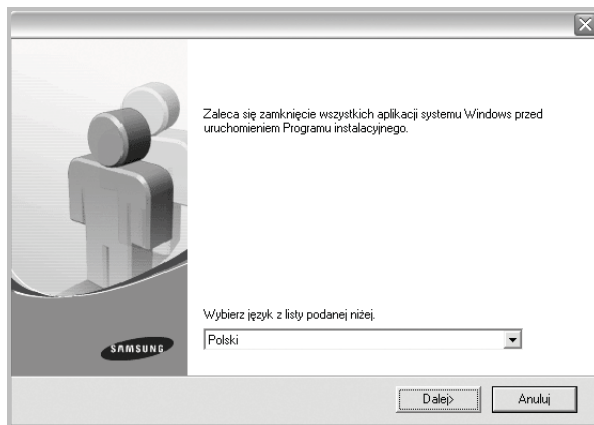 Zaleca się zamknięcie wszystkich aplikacji systemu Windows przed
uruchomieniem Programu instalacyjnego.
Wybierz język z listy podanej niżej.
Polski
SAMSUNG
Dalej>
Anuluj